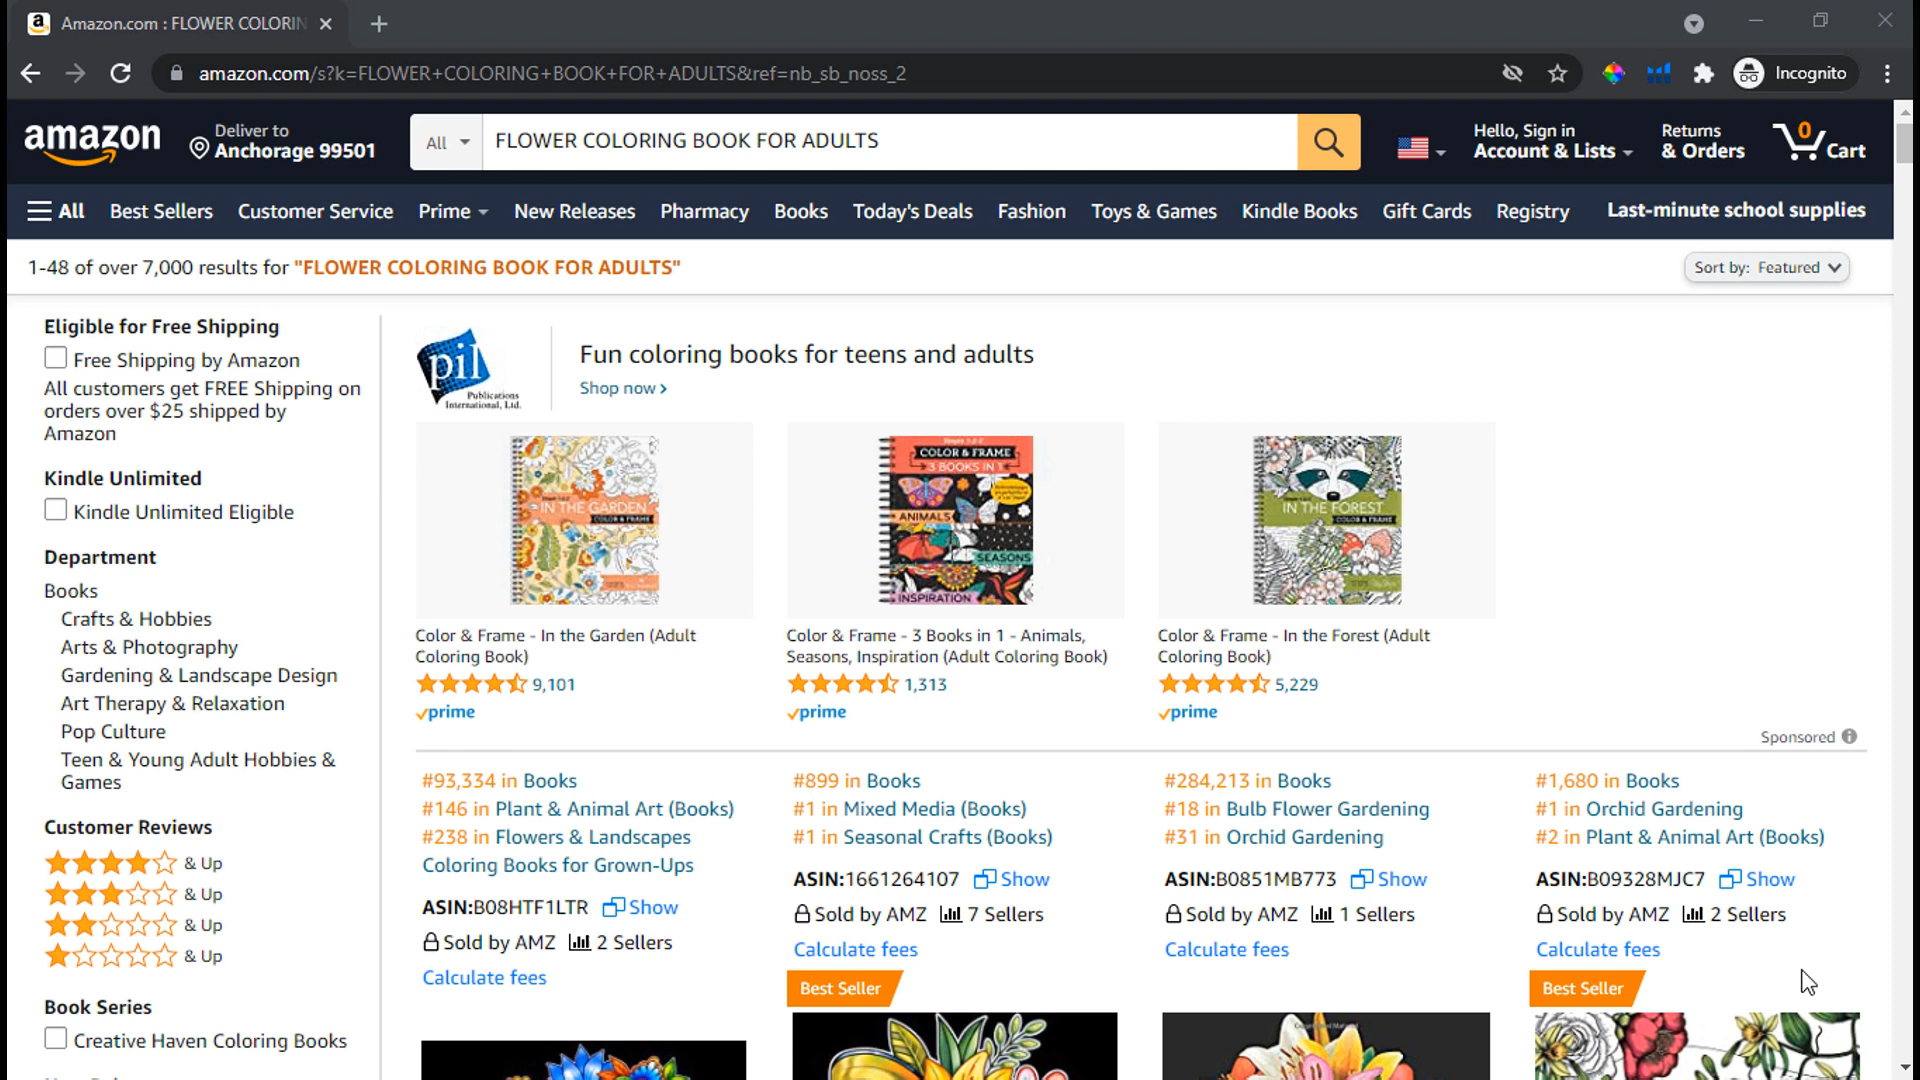 Amazon.com : FLOWER COLORIN
amazon.com/s?k=FLOWER+COLORING+BOOK+FOR+ADULTS&ref=nb_sb_noss_2
Incognito
amazon
Deliver to
Anchorage 99501
All
FLOWER COLORING BOOK FOR ADULTS
Hello, Sign in
Account & Lists
Returns
& Orders
0
Cart
All Best Sellers Customer Service Prime New Releases Pharmacy Books Today's Deals Fashion Toys & Games Kindle Books Gift Cards Registry Last-minute school supplies
1-48 of over 7,000 results for "FLOWER COLORING BOOK FOR ADULTS"
Sort by: Featured
Eligible for Free Shipping
Free Shipping by Amazon
All customers get FREE Shipping on
orders over $25 shipped by
Amazon
Kindle Unlimited
Kindle Unlimited Eligible
Department
Books
Crafts & Hobbies
Arts & Photography
Gardening & Landscape Design
Art Therapy & Relaxation
Pop Culture
Teen & Young Adult Hobbies &
Games
Customer Reviews
& Up
& Up
& Up
& Up
Book Series
Creative Haven Coloring Books
pil
Publications
International, Ltd.
Fun coloring books for teens and adults
Shop now ›
IN THE GARDEN
COLOR & FRAME
COLOR & FRAME
3 BOOKS IN 1
ANIMALS
SEASONS
INSPIRATION
IN THE FOREST
COLOR & FRAME
Color & Frame - In the Garden (Adult
Coloring Book)
9,101
prime
Color & Frame - 3 Books in 1 - Animals,
Seasons, Inspiration (Adult Coloring Book)
1,313
prime
Color & Frame - In the Forest (Adult
Coloring Book)
5,229
prime
Sponsored
#93,334 in Books
#146 in Plant & Animal Art (Books)
#238 in Flowers & Landscapes
Coloring Books for Grown-Ups
ASIN:B08HTF1LTR Show
Sold by AMZ 2 Sellers
Calculate fees
#899 in Books
#1 in Mixed Media (Books)
#1 in Seasonal Crafts (Books)
ASIN:1661264107 Show
Sold by AMZ 7 Sellers
Calculate fees
Best Seller
#284,213 in Books
#18 in Bulb Flower Gardening
#31 in Orchid Gardening
ASIN:B0851MB773 Show
Sold by AMZ 1 Sellers
Calculate fees
#1,680 in Books
#1 in Orchid Gardening
#2 in Plant & Animal Art (Books)
ASIN:B09328MJC7 Show
Sold by AMZ 2 Sellers
Calculate fees
Best Seller